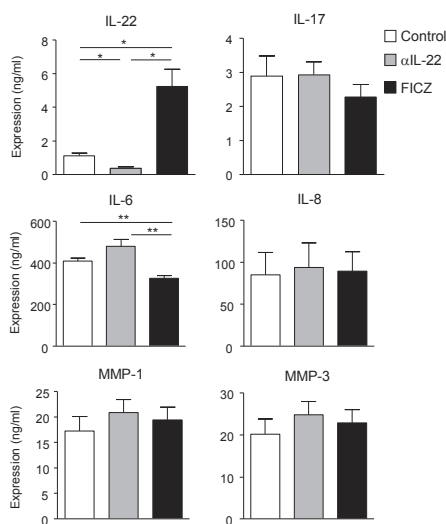 IL-22
IL-17
Expression (ng/ml)
8
6
4
2
0
*
*
*
4
3
2
1
0
Control
αIL-22
FICZ
IL-6
IL-8
Expression (ng/ml)
600
400
200
0
**
**
150
100
50
0
MMP-1
MMP-3
Expression (ng/ml)
25
20
15
10
5
0
30
20
10
0